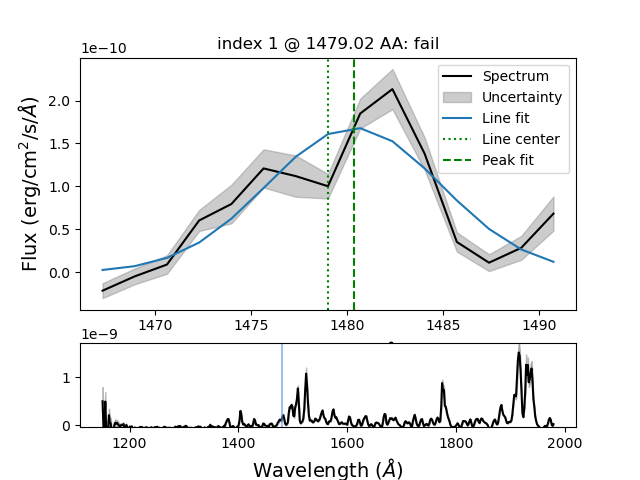 index 1 @ 1479.02 AA: fail
1e−10
Flux (erg/cm²/s/Å)
2.0
1.5
1.0
0.5
0.0
Spectrum
Uncertainty
Line fit
Line center
Peak fit
1470 1475 1480 1485 1490
1e−9
1
0
1200 1400 1600 1800 2000
Wavelength (Å)